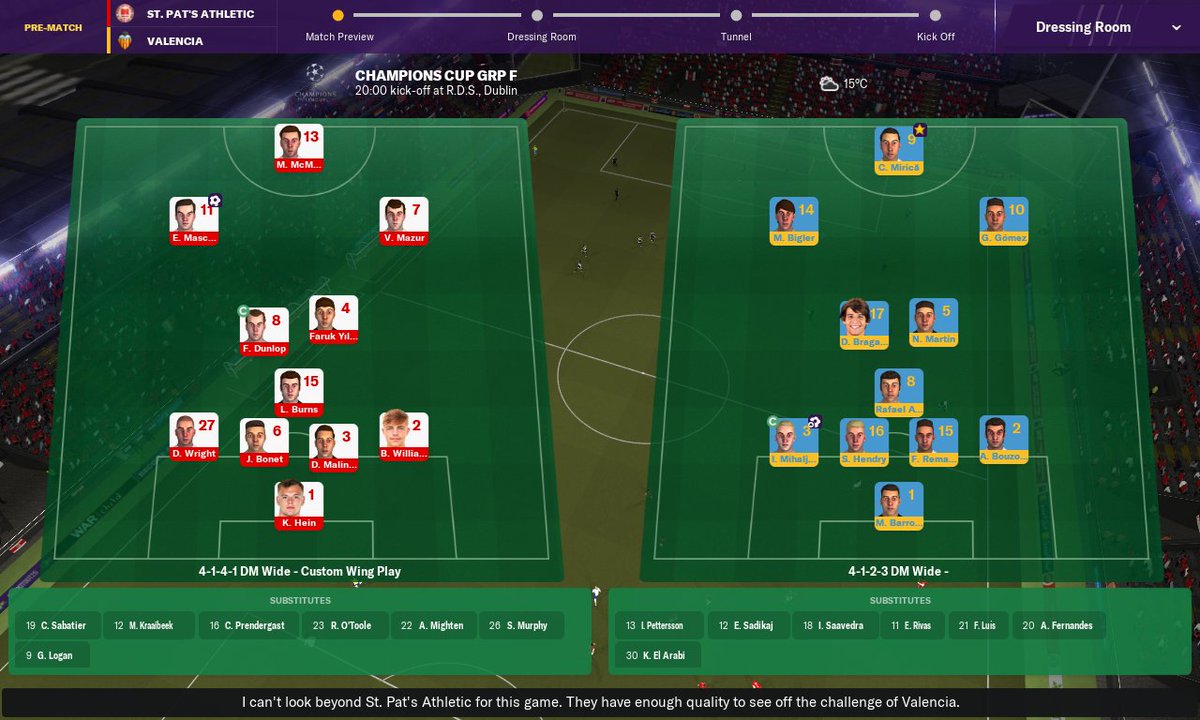 PRE-MATCH
ST. PAT'S ATHLETIC
VALENCIA
Match Preview
Dressing Room
Tunnel
Kick Off
Dressing Room
CHAMPIONS CUP GRP F
20:00 kick-off at R.D.S., Dublin
15ºC
13
M. McM...
11
E. Masc...
7
V. Mazur
C
8
F. Dunlop
4
Faruk Yıl...
15
L. Burns
27
D. Wright
6
J. Bonet
3
D. Malin...
2
B. Willia...
1
K. Hein
4-1-4-1 DM Wide - Custom Wing Play
9
C. Mirică
14
M. Bigler
10
G. Gómez
17
D. Braga...
5
N. Martín
8
Rafael A...
C
3
I. Mihalj...
16
S. Hendry
15
F. Rema...
2
A. Bouzo...
1
M. Barro...
4-1-2-3 DM Wide -
SUBSTITUTES
19 C. Sabatier
12 M. Kraaibeek
16 C. Prendergast
23 R. O'Toole
22 A. Mighten
26 S. Murphy
9 G. Logan
SUBSTITUTES
13 I. Pettersson
12 E. Sadikaj
18 I. Saavedra
11 E. Rivas
21 F. Luis
20 A. Fernandes
30 K. El Arabi
WAR child
I can't look beyond St. Pat's Athletic for this game. They have enough quality to see off the challenge of Valencia.